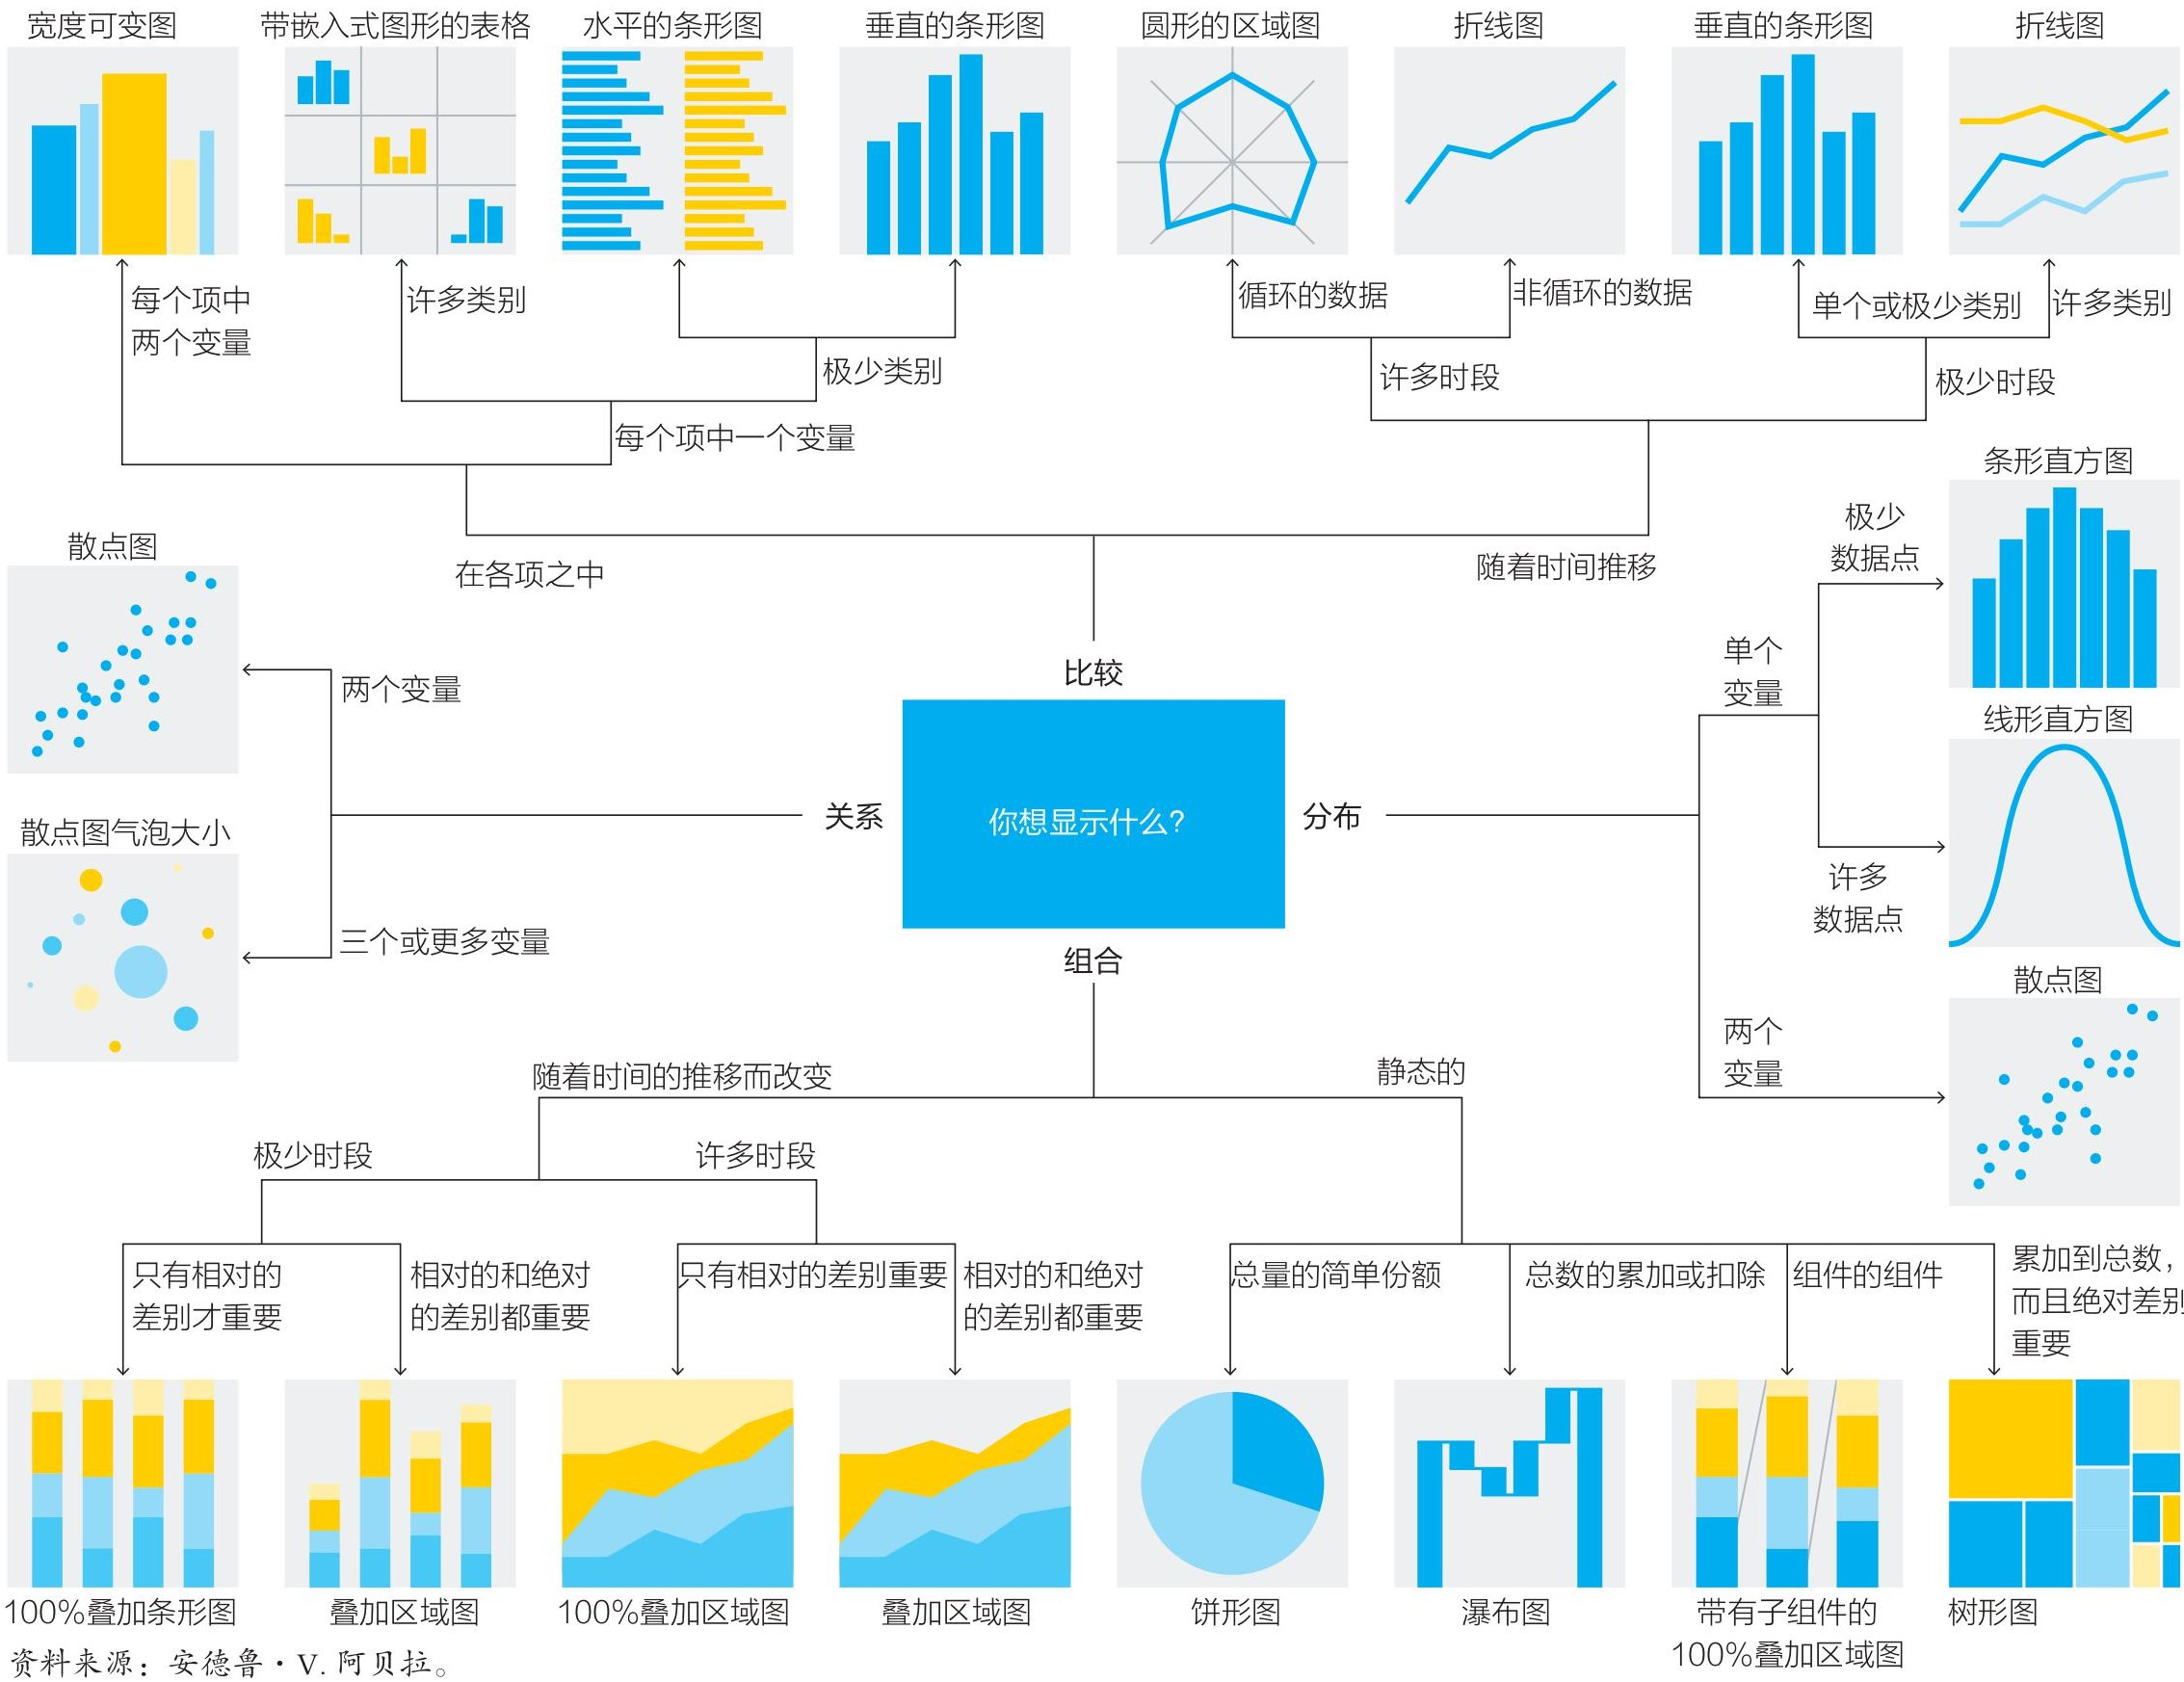 宽度可变图
带嵌入式图形的表格
水平的条形图
垂直的条形图
圆形的区域图
折线图
垂直的条形图
折线图
每个项中
两个变量
许多类别
极少类别
每个项中一个变量
循环的数据
非循环的数据
许多时段
单个或极少类别
许多类别
极少时段
在各项之中
随着时间推移
比较
散点图
两个变量
散点图气泡大小
三个或更多变量
关系
你想显示什么?
分布
单个
变量
极少
数据点
条形直方图
线形直方图
许多
数据点
散点图
两个
变量
组合
随着时间的推移而改变
静态的
极少时段
许多时段
只有相对的
差别才重要
相对的和绝对
的差别都重要
只有相对的差别重要
相对的和绝对
的差别都重要
总量的简单份额
总数的累加或扣除
组件的组件
累加到总数，
而且绝对差别
重要
100%叠加条形图
叠加区域图
100%叠加区域图
叠加区域图
饼形图
瀑布图
带有子组件的
100%叠加区域图
树形图
资料来源：安德鲁·V. 阿贝拉。